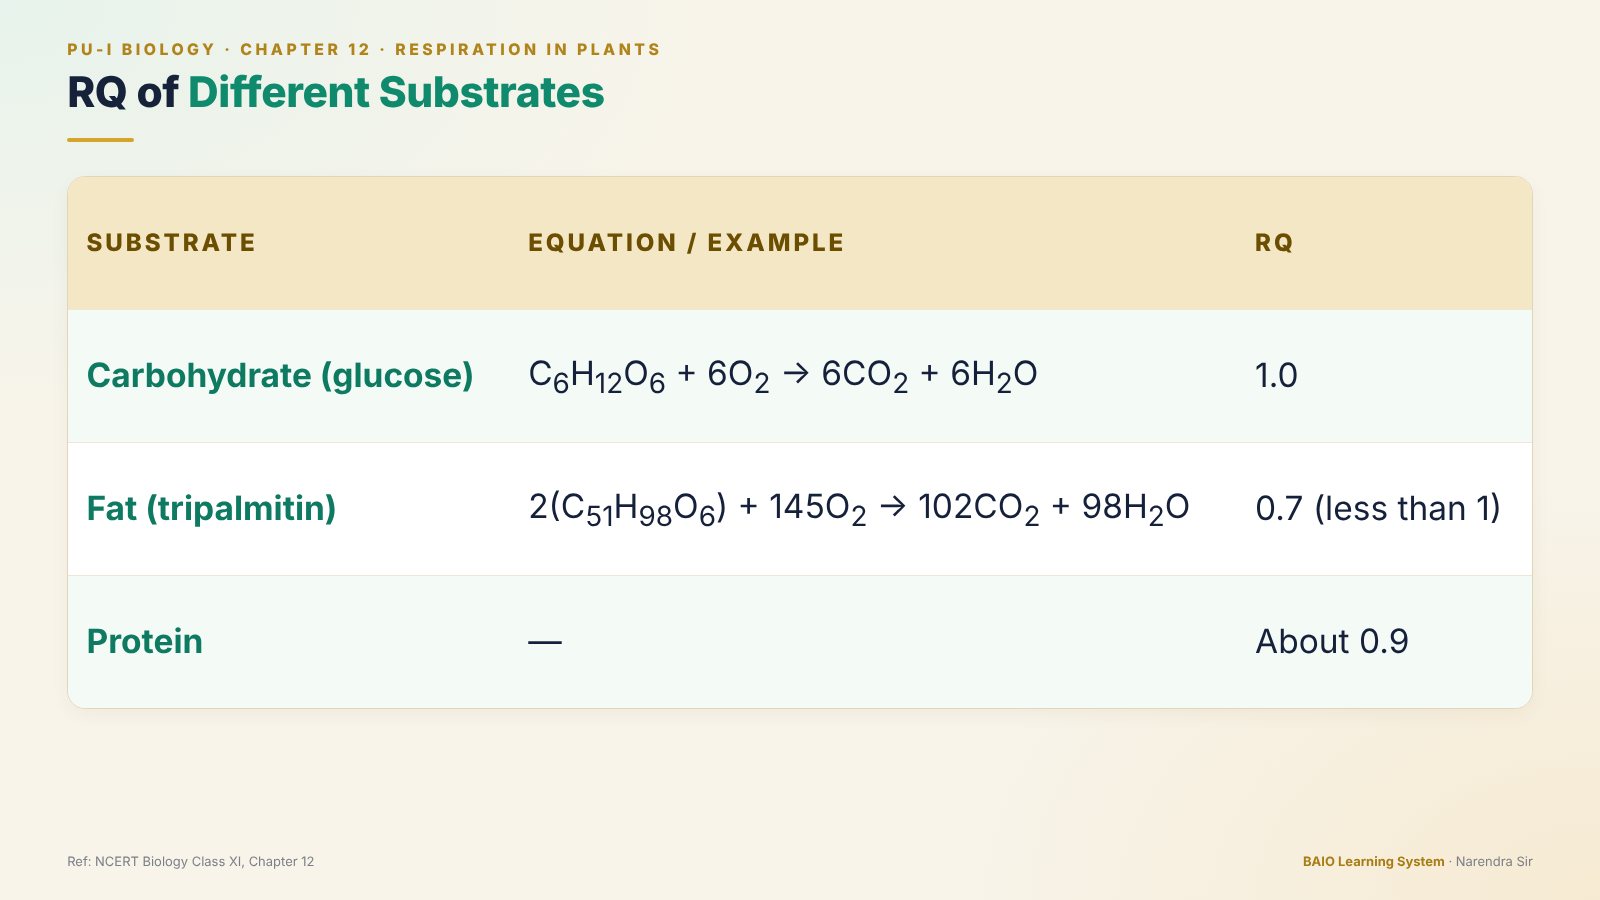 PU-I BIOLOGY · CHAPTER 12 · RESPIRATION IN PLANTS
RQ of Different Substrates
SUBSTRATE EQUATION / EXAMPLE RQ
Carbohydrate (glucose) C₆H₁₂O₆ + 6O₂ → 6CO₂ + 6H₂O 1.0
Fat (tripalmitin) 2(C₅₁H₉₈O₆) + 145O₂ → 102CO₂ + 98H₂O 0.7 (less than 1)
Protein — About 0.9
Ref: NCERT Biology Class XI, Chapter 12 BAIO Learning System · Narendra Sir